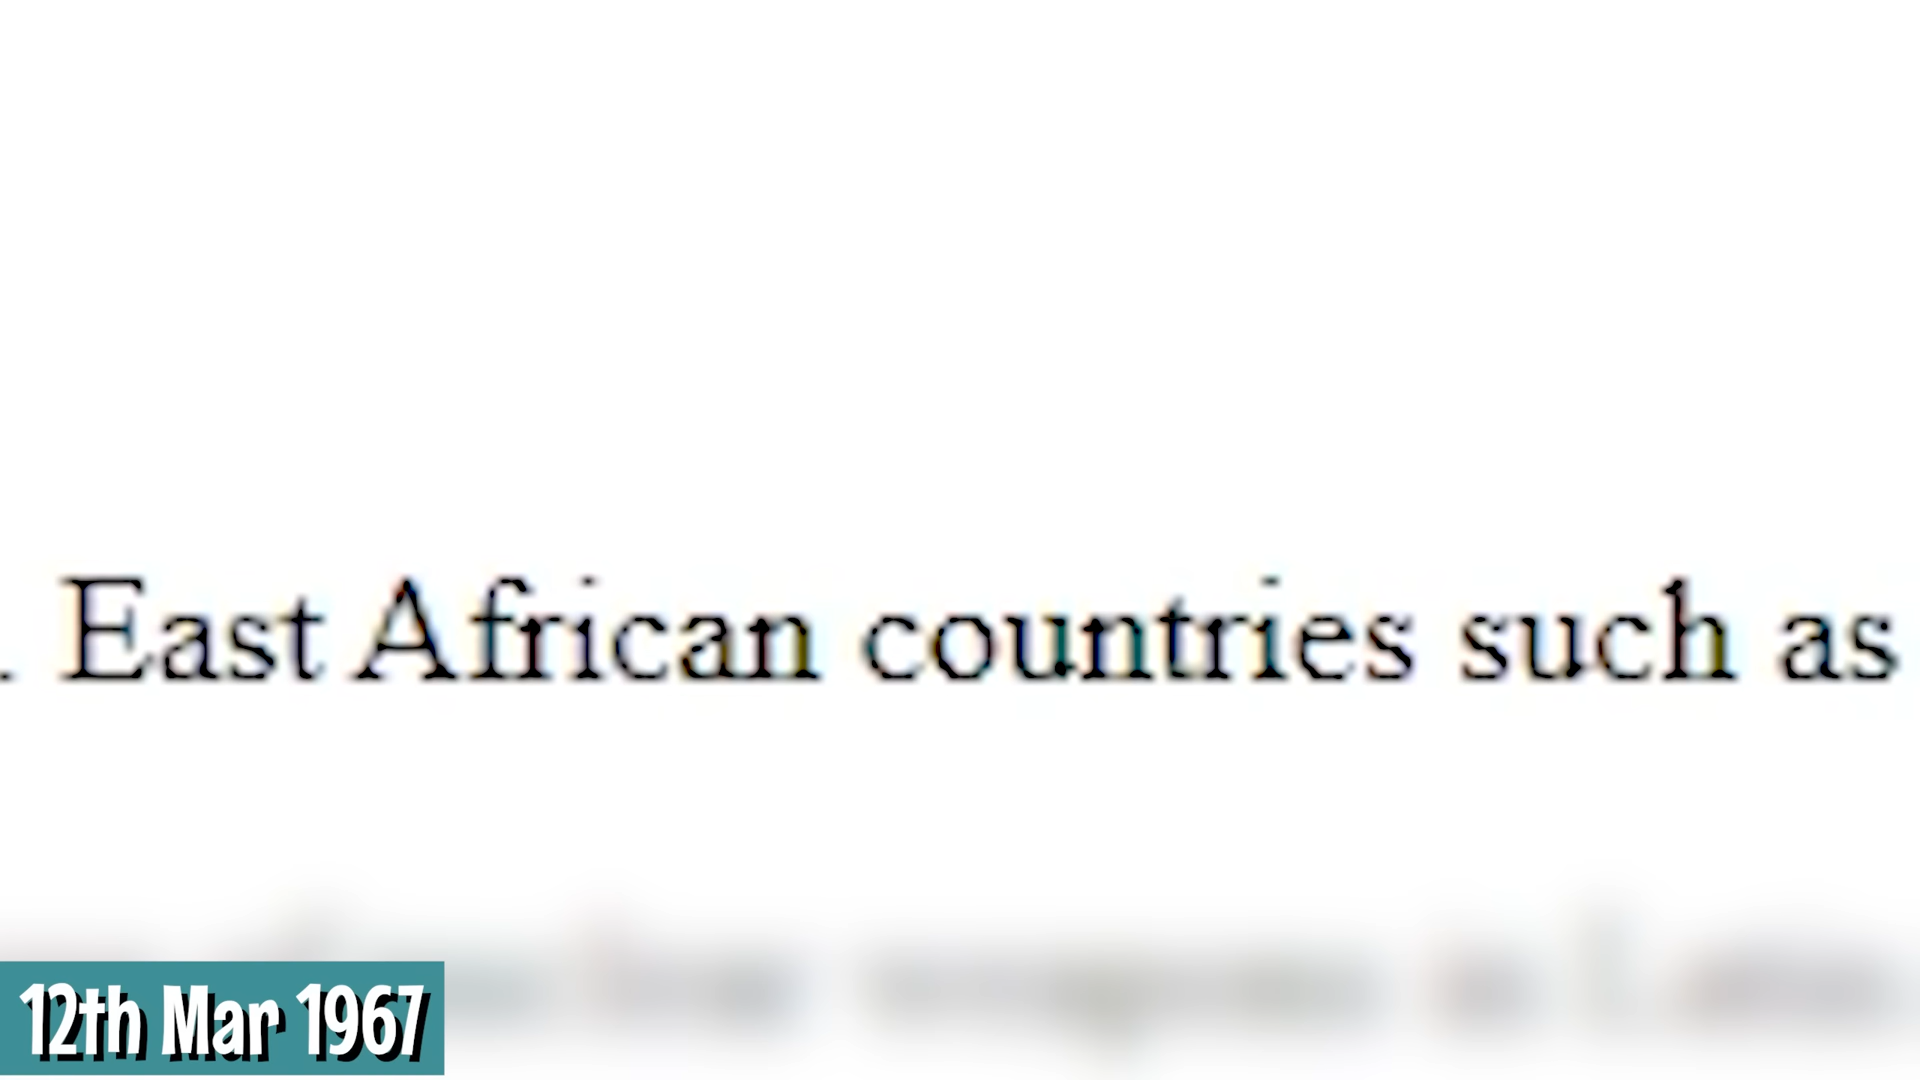 . East African countries such as
12th Mar 1967